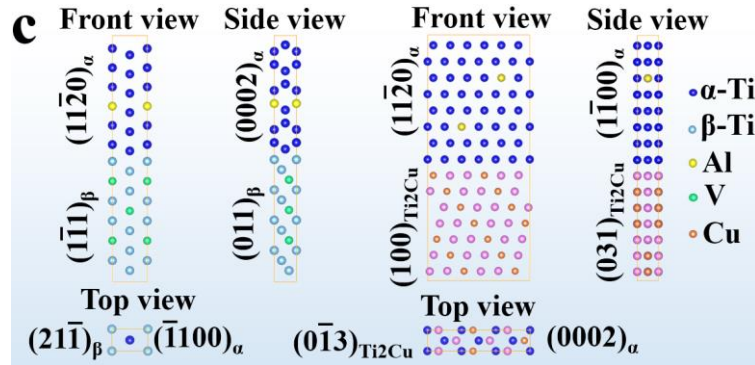 c
Front view
Side view
Front view
Side view
(112̅0)α
(0002)α
(112̅0)α
(11̅00)α
(1̅11)β
(011)β
(100)Ti2Cu
(031)Ti2Cu
α-Ti
β-Ti
Al
V
Cu
Top view
Top view
(211̅)β
(1̅100)α
(01̅3)Ti2Cu
(0002)α